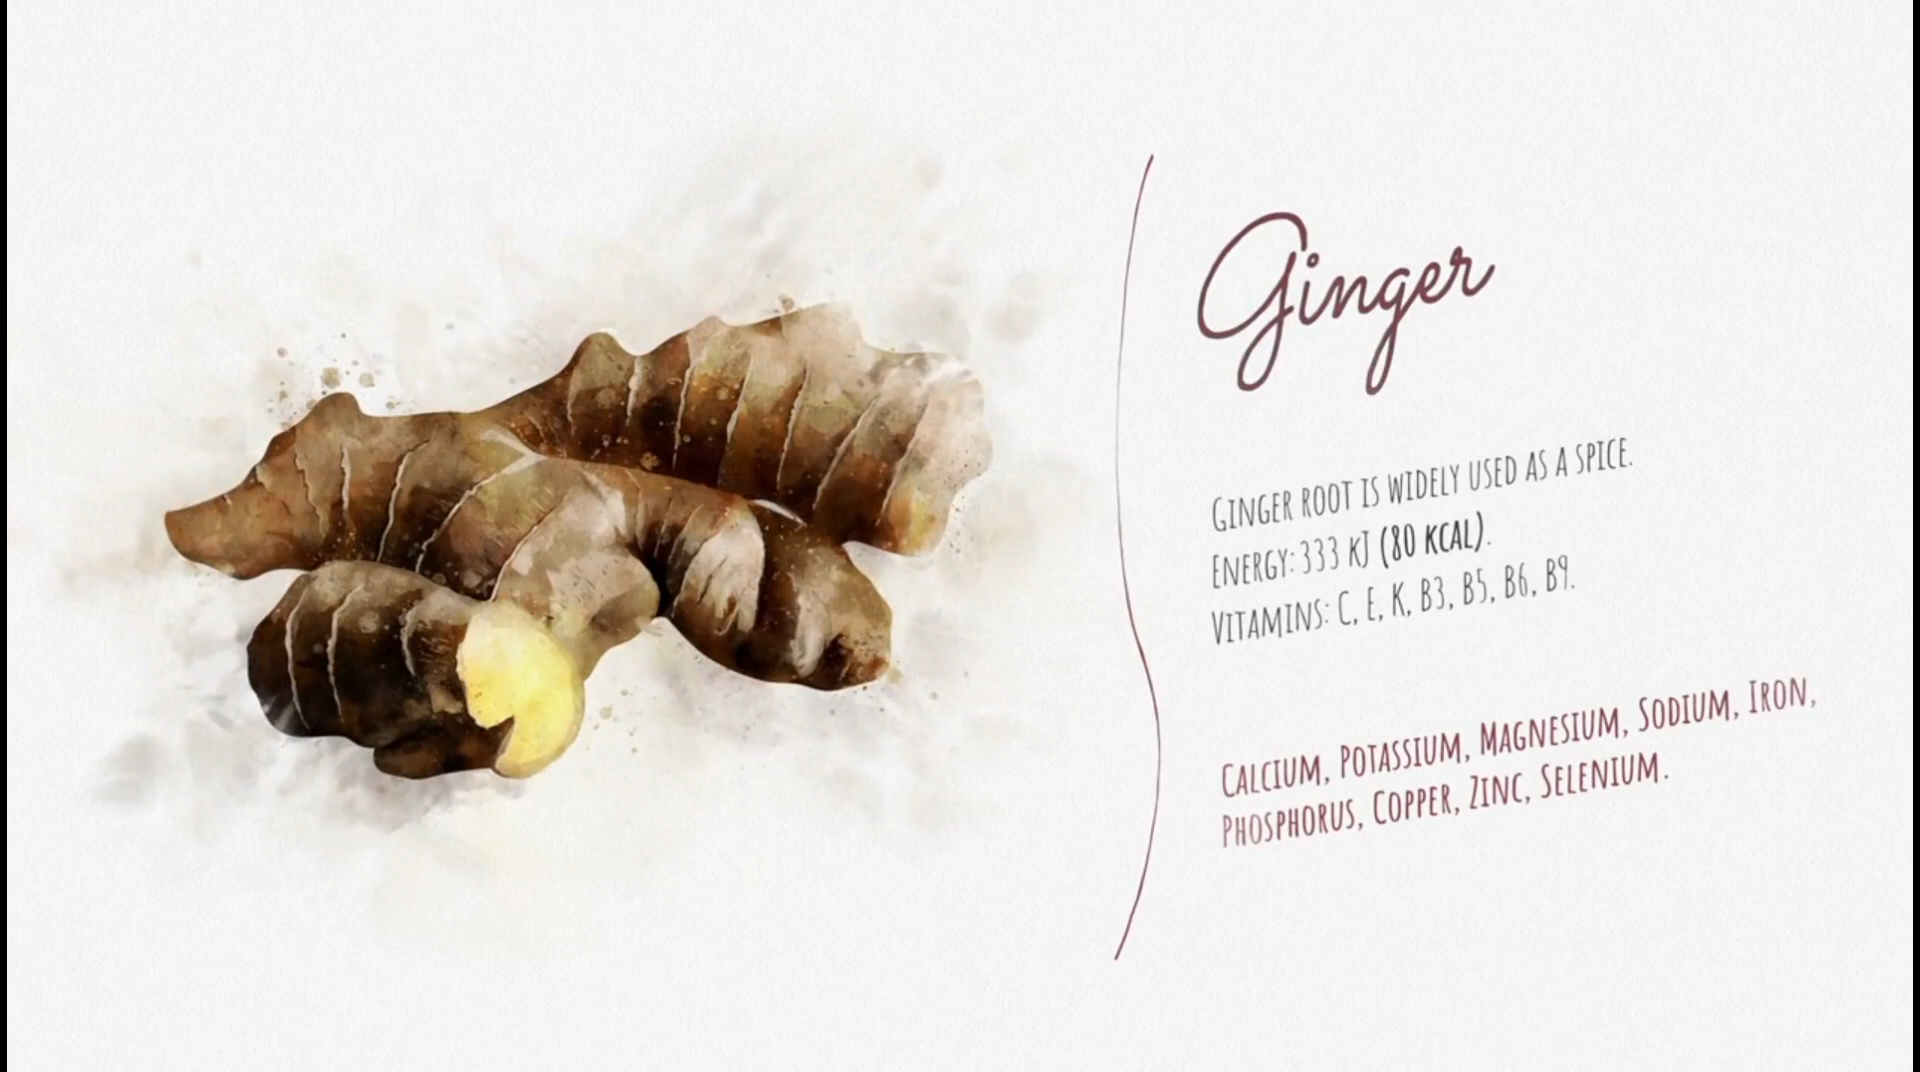 Ginger
Ginger root is widely used as a spice.
Energy: 333 kJ (80 kcal).
Vitamins: C, E, K, B3, B5, B6, B9.
Calcium, Potassium, Magnesium, Sodium, Iron,
Phosphorus, Copper, Zinc, Selenium.